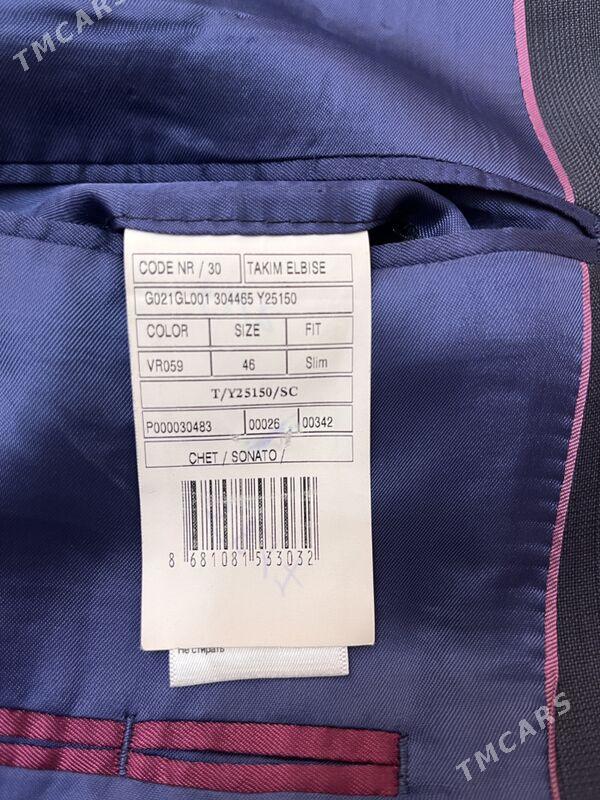 TMCARS
CODE NR / 30 TAKIM ELBISE
G021GL001 304465 Y25150
COLOR SIZE FIT
VR059 46 Slim
T/Y25150/SC
P000030483 00026 00342
CHET / SONATO /
8 681081 533032
Не стирать
TMCARS